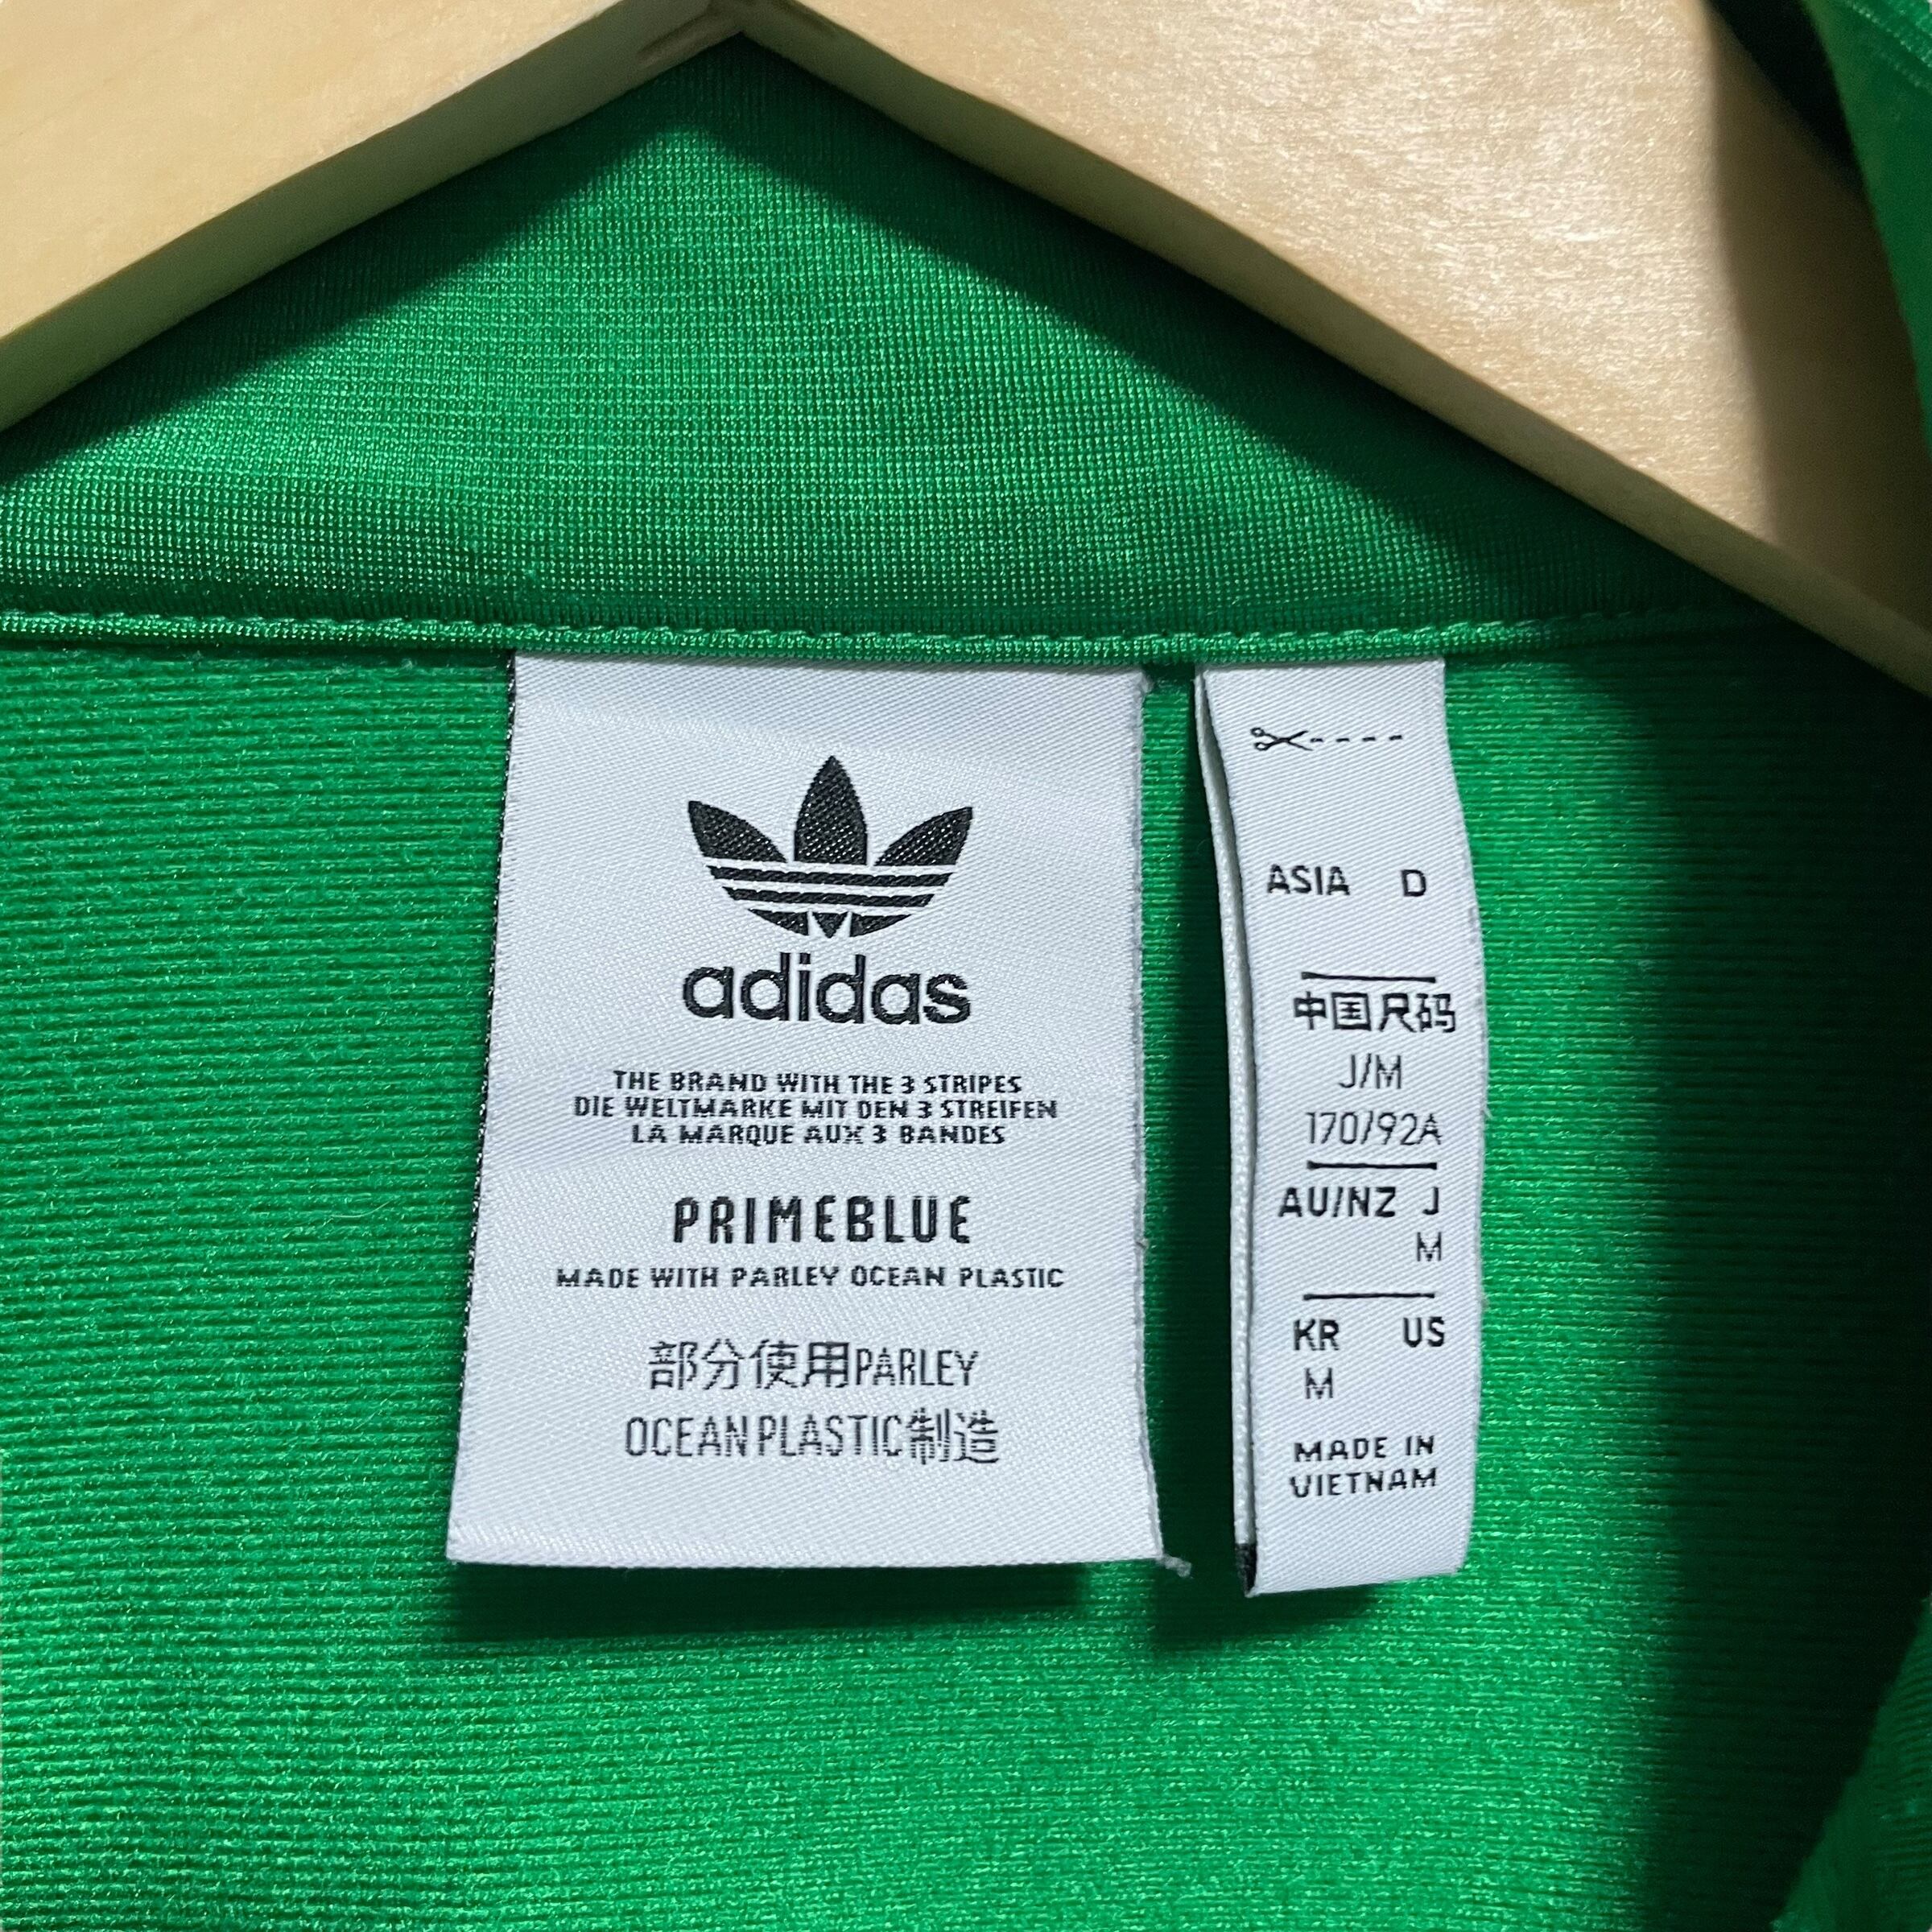 adidas
THE BRAND WITH THE 3 STRIPES
DIE WELTMARKE MIT DEN 3 STREIFEN
LA MARQUE AUX 3 BANDES
PRIMEBLUE
MADE WITH PARLEY OCEAN PLASTIC
部分使用PARLEY
OCEAN PLASTIC制造
ASIA D
中国尺码
J/M
170/92A
AU/NZ J
M
KR US
M
MADE IN
VIETNAM